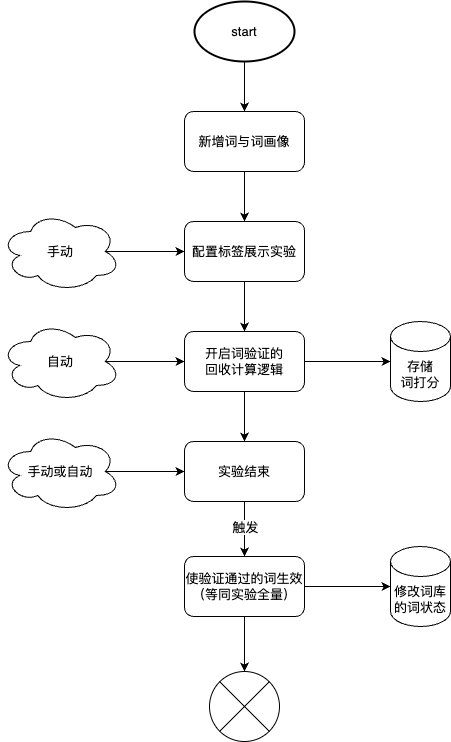 start
新增词与词画像
手动
配置标签展示实验
自动
开启词验证的
回收计算逻辑
存储
词打分
手动或自动
实验结束
触发
使验证通过的词生效
（等同实验全量）
修改词库
的词状态